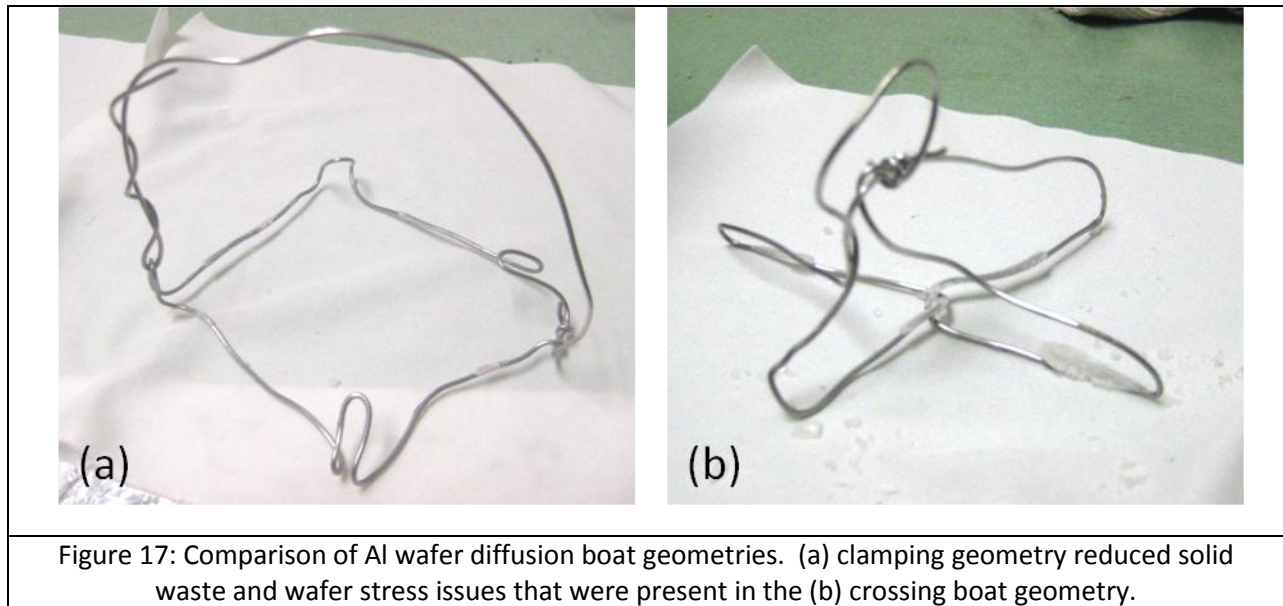 (a)
(b)
Figure 17: Comparison of Al wafer diffusion boat geometries.  (a) clamping geometry reduced solid
waste and wafer stress issues that were present in the (b) crossing boat geometry.